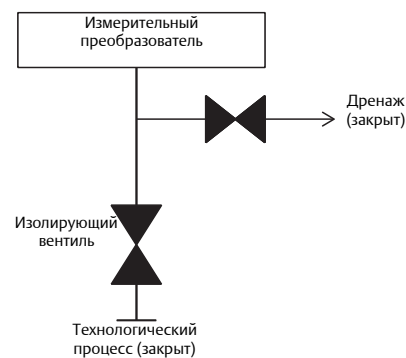 Измерительный
преобразователь
Дренаж
(закрыт)
Изолирующий
вентиль
Технологический
процесс (закрыт)